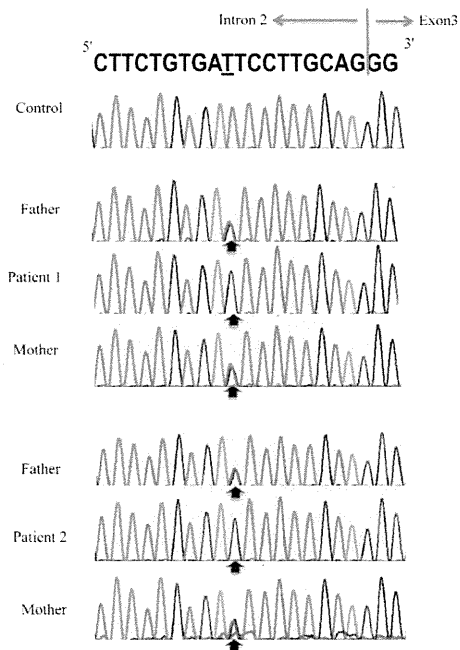 Intron 2 Exon3
5' 3'
CTTCTGTGATTCCTTGCAGGG
Control
Father
Patient 1
Mother
Father
Patient 2
Mother